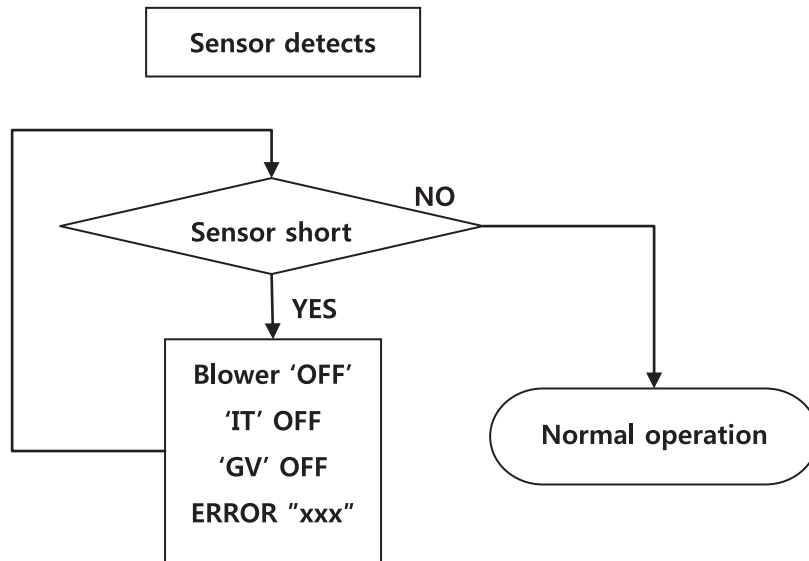 Sensor detects
NO
Sensor short
YES
Blower ‘OFF’
‘IT’ OFF
‘GV’ OFF
ERROR ”xxx”
Normal operation